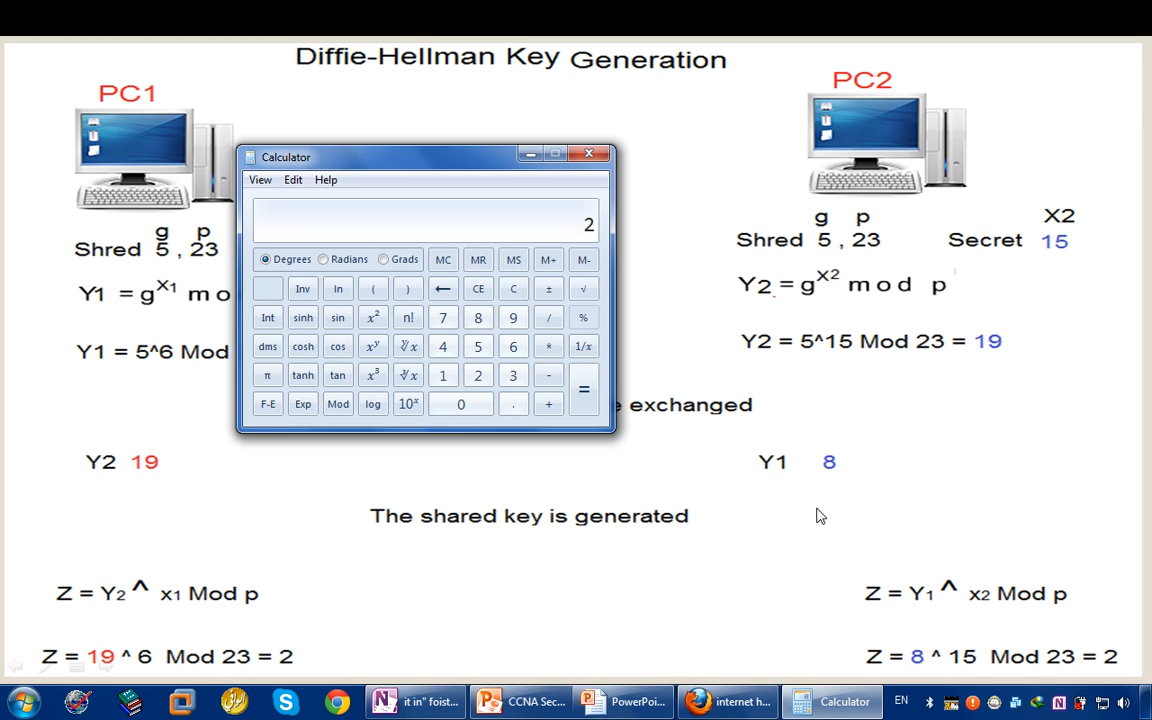 Diffie-Hellman Key Generation
PC1
PC2
Calculator
View Edit Help
2
Degrees Radians Grads MC MR MS M+ M-
Inv ln ( ) ← CE C ± √
Int sinh sin x² n! 7 8 9 / %
dms cosh cos xʸ ʸ√x 4 5 6 * 1/x
π tanh tan x³ ³√x 1 2 3 - =
F-E Exp Mod log 10ˣ 0 . +
g p
Shred 5 , 23
Y1 = g^X1 m o
Y1 = 5^6 Mod
g p X2
Shred 5 , 23 Secret 15
Y2 = g^X2 m o d p
Y2 = 5^15 Mod 23 = 19
e exchanged
Y2 19
Y1 8
The shared key is generated
Z = Y2 ^ x1 Mod p
Z = Y1 ^ x2 Mod p
Z = 19 ^ 6 Mod 23 = 2
Z = 8 ^ 15 Mod 23 = 2
it in" foist... CCNA Sec... PowerPoi... internet h... Calculator EN